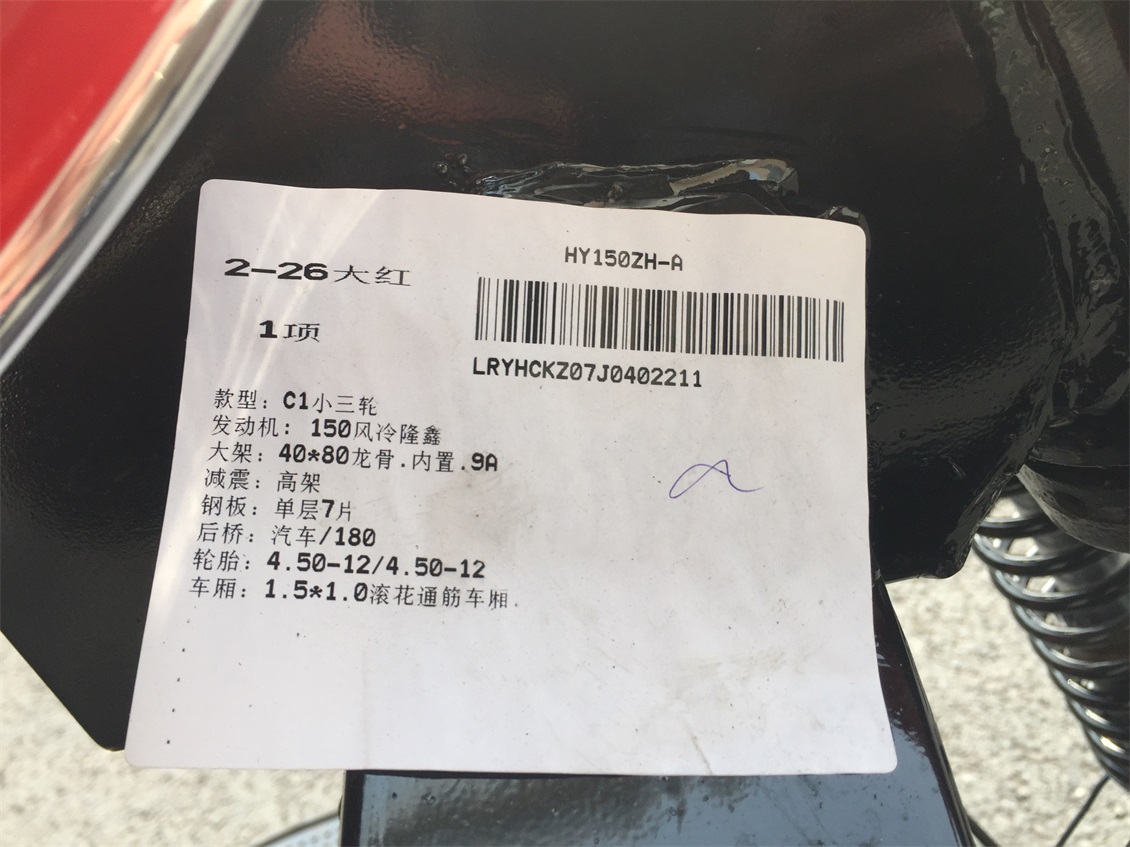 2-26大红
HY150ZH-A
1项
LRYHCKZ07J0402211
款型: C1小三轮
发动机: 150风冷隆鑫
大架: 40*80龙骨.内置.9A
减震: 高架
钢板: 单层7片
后桥: 汽车/180
轮胎: 4.50-12/4.50-12
车厢: 1.5*1.0滚花通筋车厢.